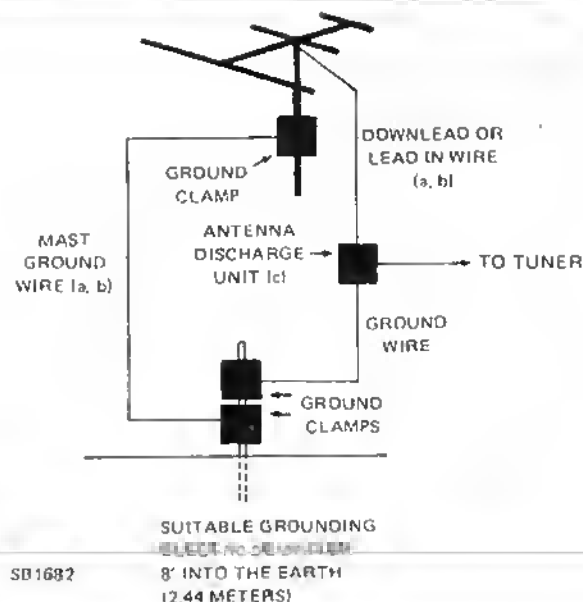 DOWNLEAD OR
LEAD IN WIRE
(a, b)
GROUND
CLAMP
MAST
GROUND
WIRE (a, b)
ANTENNA
DISCHARGE
UNIT (c)
TO TUNER
GROUND
WIRE
GROUND
CLAMPS
SUITABLE GROUNDING
8' INTO THE EARTH
(2.44 METERS)
SB1682